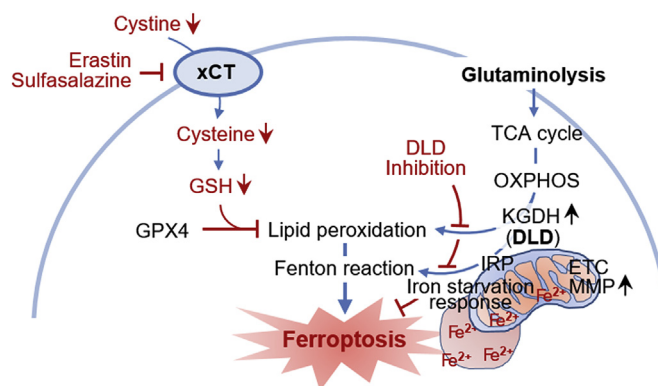 Cystine
Erastin
Sulfasalazine
xCT
Glutaminolysis
Cysteine
TCA cycle
DLD
Inhibition
GSH
OXPHOS
GPX4
Lipid peroxidation
KGDH
(DLD)
Fenton reaction
IRP
ETC
Iron starvation
MMP
response
Fe2+
Fe2+
Ferroptosis
Fe2+
Fe2+
Fe2+